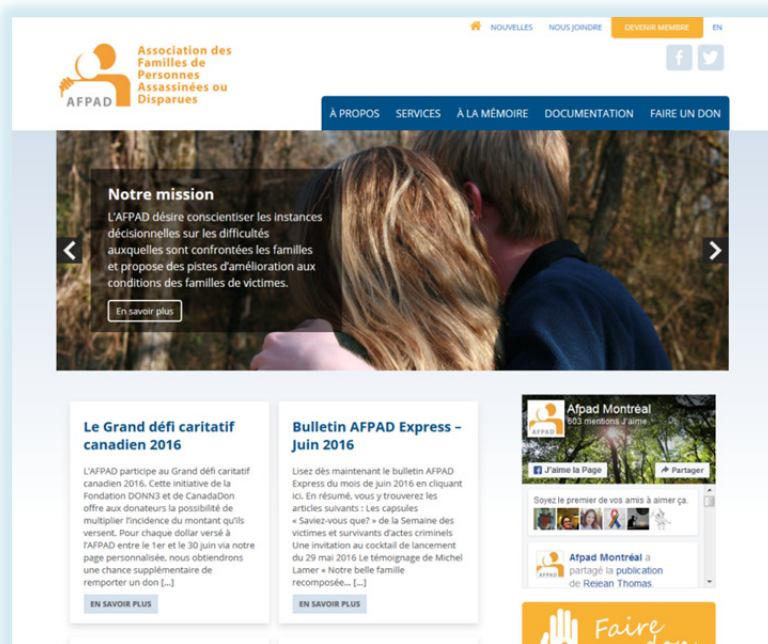 NOUVELLES NOUS JOINDRE DEVENIR MEMBRE EN
Association des
Familles de
Personnes
Assassinées ou
Disparues
AFPAD
À PROPOS SERVICES À LA MÉMOIRE DOCUMENTATION FAIRE UN DON
Notre mission
L'AFPAD désire conscientiser les instances
décisionnelles sur les difficultés
auxquelles sont confrontées les familles
et propose des pistes d'amélioration aux
conditions des familles de victimes.
En savoir plus
Le Grand défi caritatif
canadien 2016
L'AFPAD participe au Grand défi caritatif
canadien 2016. Cette initiative de la
Fondation DONN3 et de CanadaDon
offre aux donateurs la possibilité de
multiplier l'incidence du montant qu'ils
versent. Pour chaque dollar versé à
l'AFPAD entre le 1er et le 30 juin via notre
page personnalisée, nous obtiendrons
une chance supplémentaire de
remporter un don [...]
EN SAVOIR PLUS
Bulletin AFPAD Express –
Juin 2016
Lisez dès maintenant le bulletin AFPAD
Express du mois de juin 2016 en cliquant
ici. En résumé, vous y trouverez les
articles suivants : Les capsules
« Saviez-vous que? » de la Semaine des
victimes et survivants d'actes criminels
Une invitation au cocktail de lancement
du 29 mai 2016 Le témoignage de Michel
Lamer « Notre belle famille
recomposée... [...]
EN SAVOIR PLUS
Afpad Montréal
603 mentions J'aime
AFPAD
J'aime la Page
Partager
Soyez le premier de vos amis à aimer ça.
Afpad Montréal a
partagé la publication
de Rejean Thomas.
AFPAD
Faire
don